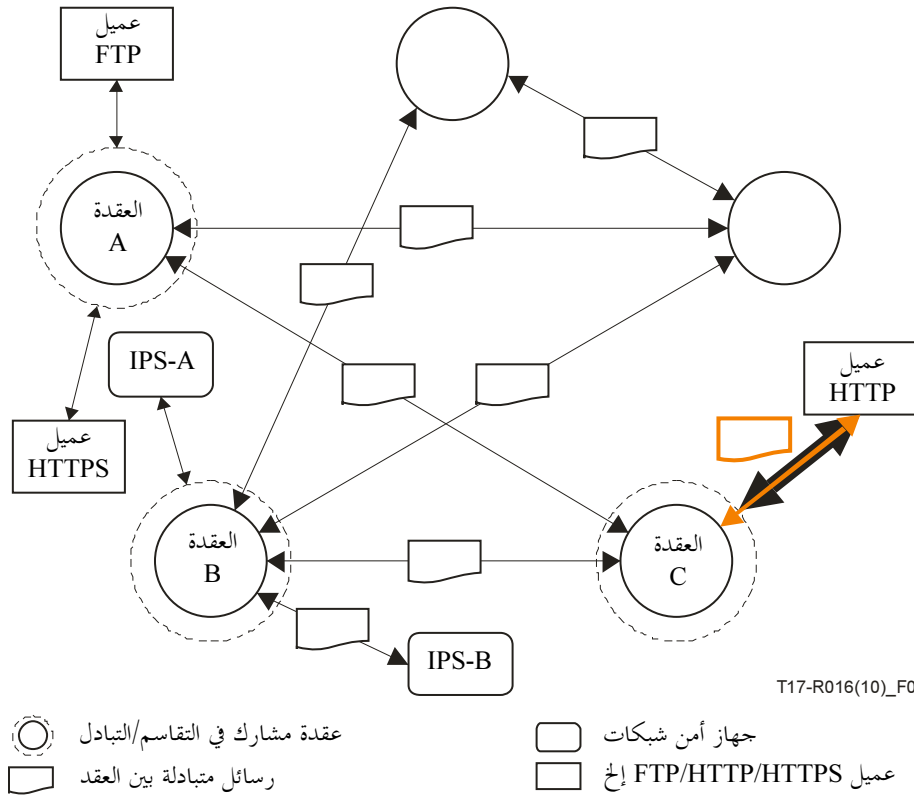 عميل
FTP
العقدة
A
IPS-A
عميل
HTTPS
عميل
HTTP
العقدة
B
العقدة
C
IPS-B
T17-R016(10)_F0
جهاز أمن شبكات
عقدة مشارك في التقاسم/التبادل
عميل FTP/HTTP/HTTPS إلخ
رسائل متبادلة بين العقد